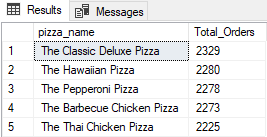 Results Messages
pizza_name Total_Orders
1 The Classic Deluxe Pizza 2329
2 The Hawaiian Pizza 2280
3 The Pepperoni Pizza 2278
4 The Barbecue Chicken Pizza 2273
5 The Thai Chicken Pizza 2225